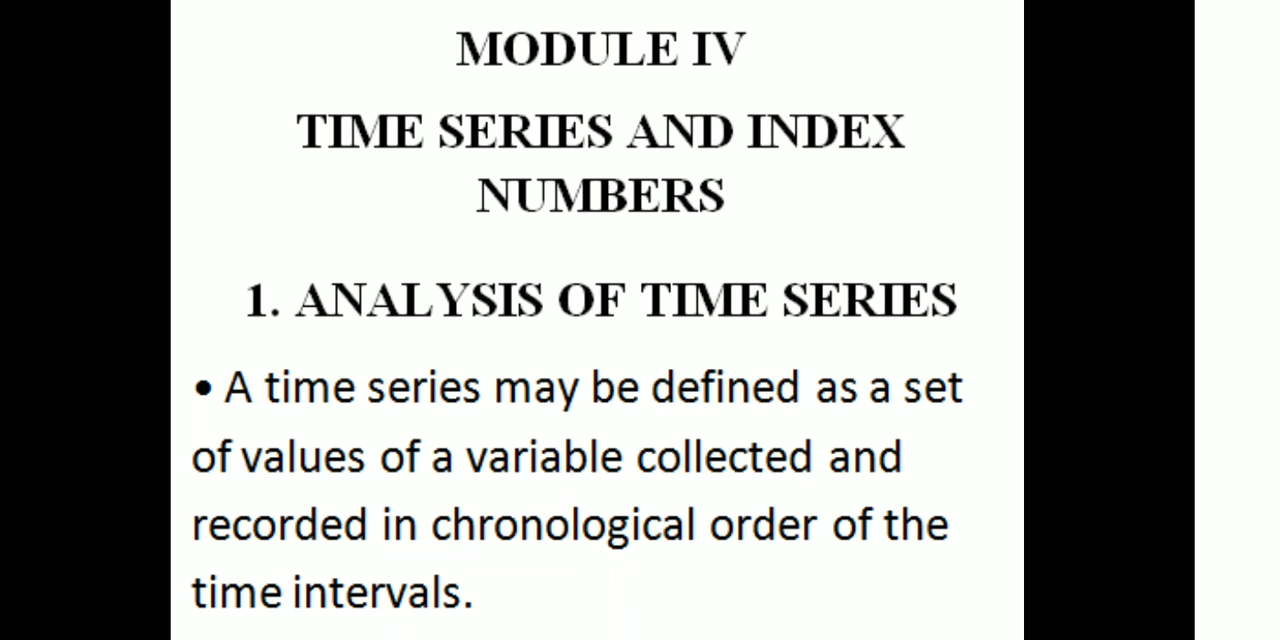 MODULE IV
TIME SERIES AND INDEX
NUMBERS
1. ANALYSIS OF TIME SERIES
• A time series may be defined as a set
of values of a variable collected and
recorded in chronological order of the
time intervals.